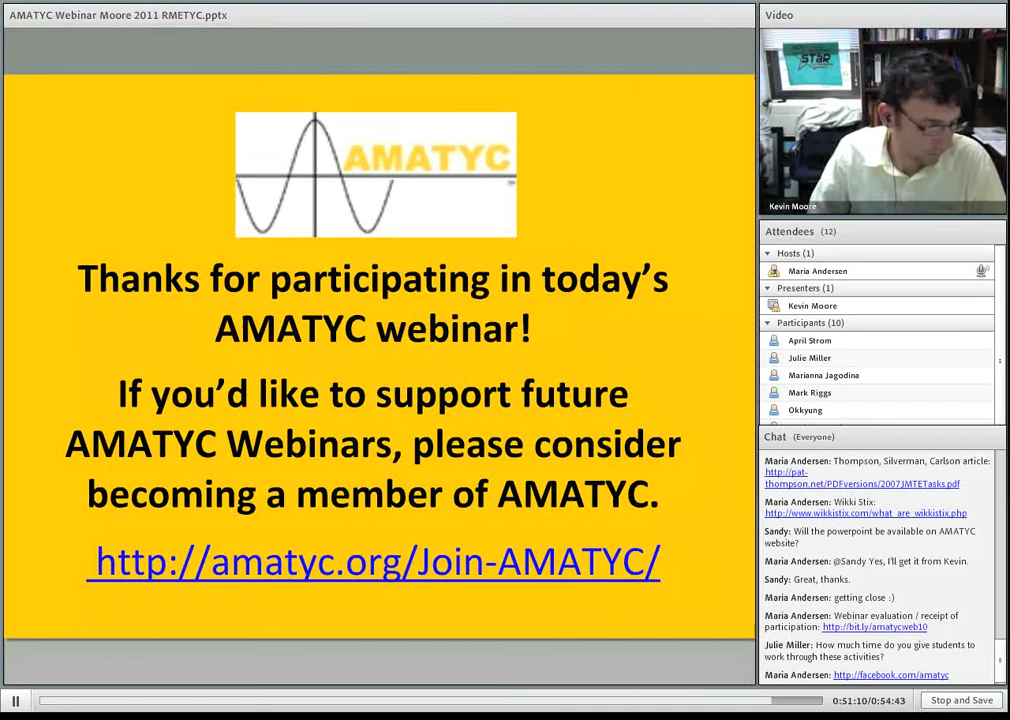 AMATYC Webinar Moore 2011 RMETYC.pptx
AMATYC
Thanks for participating in today’s
AMATYC webinar!
If you’d like to support future
AMATYC Webinars, please consider
becoming a member of AMATYC.
http://amatyc.org/Join-AMATYC/
Video
STaR
Kevin Moore
Attendees (12)
Hosts (1)
Maria Andersen
Presenters (1)
Kevin Moore
Participants (10)
April Strom
Julie Miller
Marianna Jagodina
Mark Riggs
Okkyung
Chat (Everyone)
Maria Andersen: Thompson, Silverman, Carlson article:
http://pat-
thompson.net/PDFversions/2007JMTETasks.pdf
Maria Andersen: Wikki Stix:
http://www.wikkistix.com/what_are_wikkistix.php
Sandy: Will the powerpoint be available on AMATYC
website?
Maria Andersen: @Sandy Yes, I'll get it from Kevin.
Sandy: Great, thanks.
Maria Andersen: getting close :)
Maria Andersen: Webinar evaluation / receipt of
participation: http://bit.ly/amatycweb10
Julie Miller: How much time do you give students to
work through these activities?
Maria Andersen: http://facebook.com/amatyc
0:51:10/0:54:43
Stop and Save